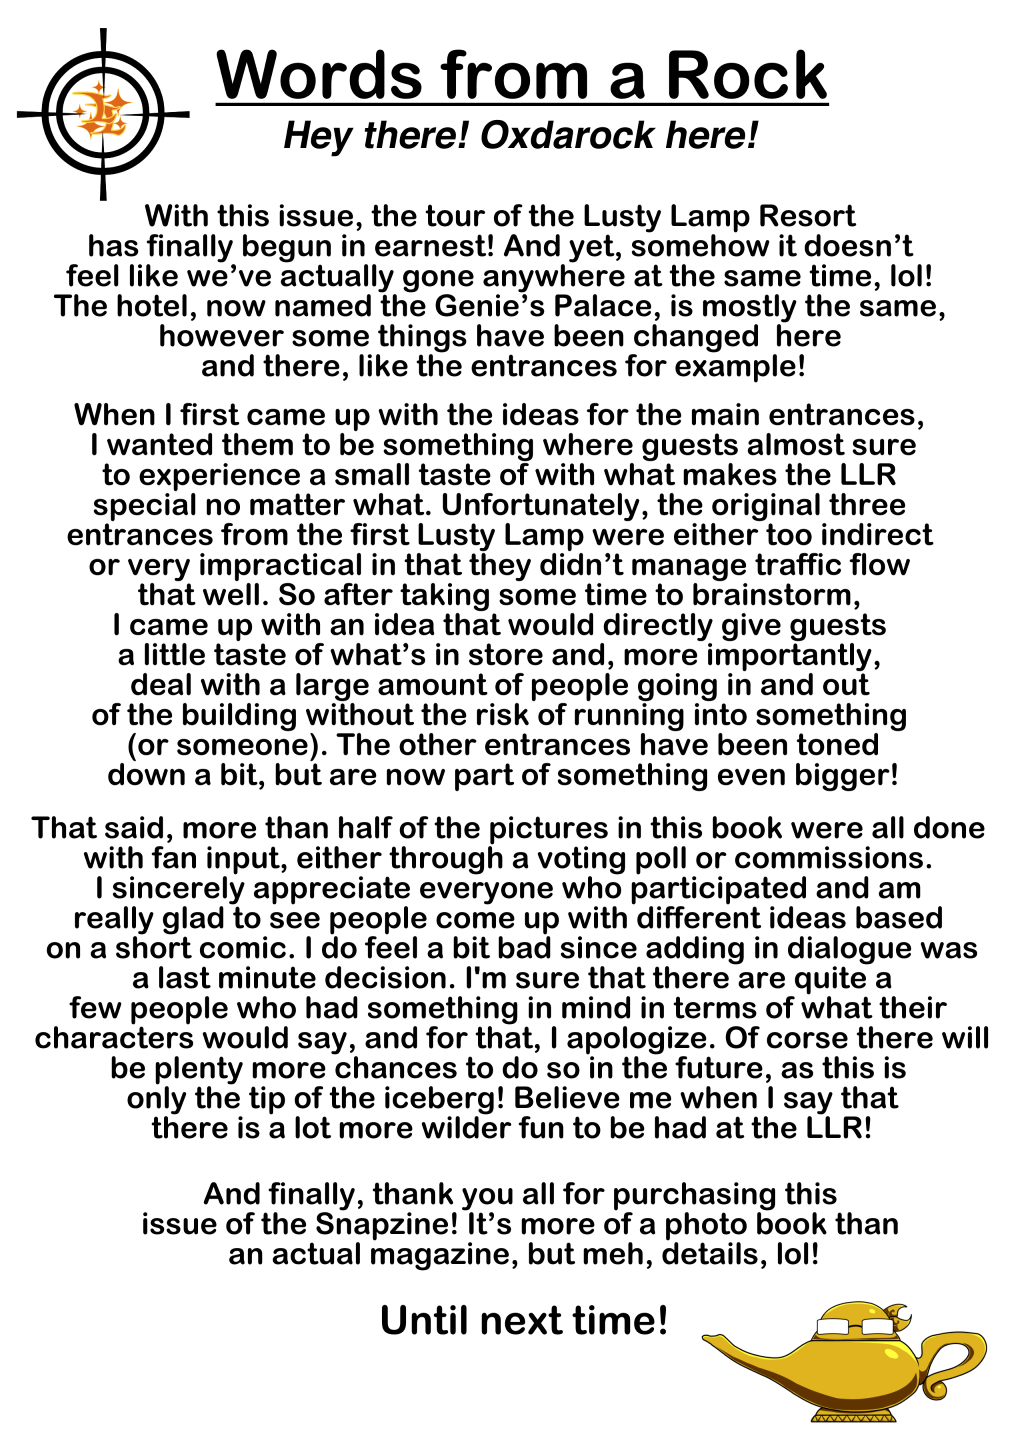 Words from a Rock
Hey there! Oxdarock here!
With this issue, the tour of the Lusty Lamp Resort
has finally begun in earnest! And yet, somehow it doesn’t
feel like we’ve actually gone anywhere at the same time, lol!
The hotel, now named the Genie’s Palace, is mostly the same,
however some things have been changed  here
and there, like the entrances for example!
When I first came up with the ideas for the main entrances,
I wanted them to be something where guests almost sure
to experience a small taste of with what makes the LLR
special no matter what. Unfortunately, the original three
entrances from the first Lusty Lamp were either too indirect
or very impractical in that they didn’t manage traffic flow
that well. So after taking some time to brainstorm,
I came up with an idea that would directly give guests
a little taste of what’s in store and, more importantly,
deal with a large amount of people going in and out
of the building without the risk of running into something
(or someone). The other entrances have been toned
down a bit, but are now part of something even bigger!
That said, more than half of the pictures in this book were all done
with fan input, either through a voting poll or commissions.
I sincerely appreciate everyone who participated and am
really glad to see people come up with different ideas based
on a short comic. I do feel a bit bad since adding in dialogue was
a last minute decision. I'm sure that there are quite a
few people who had something in mind in terms of what their
characters would say, and for that, I apologize. Of corse there will
be plenty more chances to do so in the future, as this is
only the tip of the iceberg! Believe me when I say that
there is a lot more wilder fun to be had at the LLR!
And finally, thank you all for purchasing this
issue of the Snapzine! It’s more of a photo book than
an actual magazine, but meh, details, lol!
Until next time!